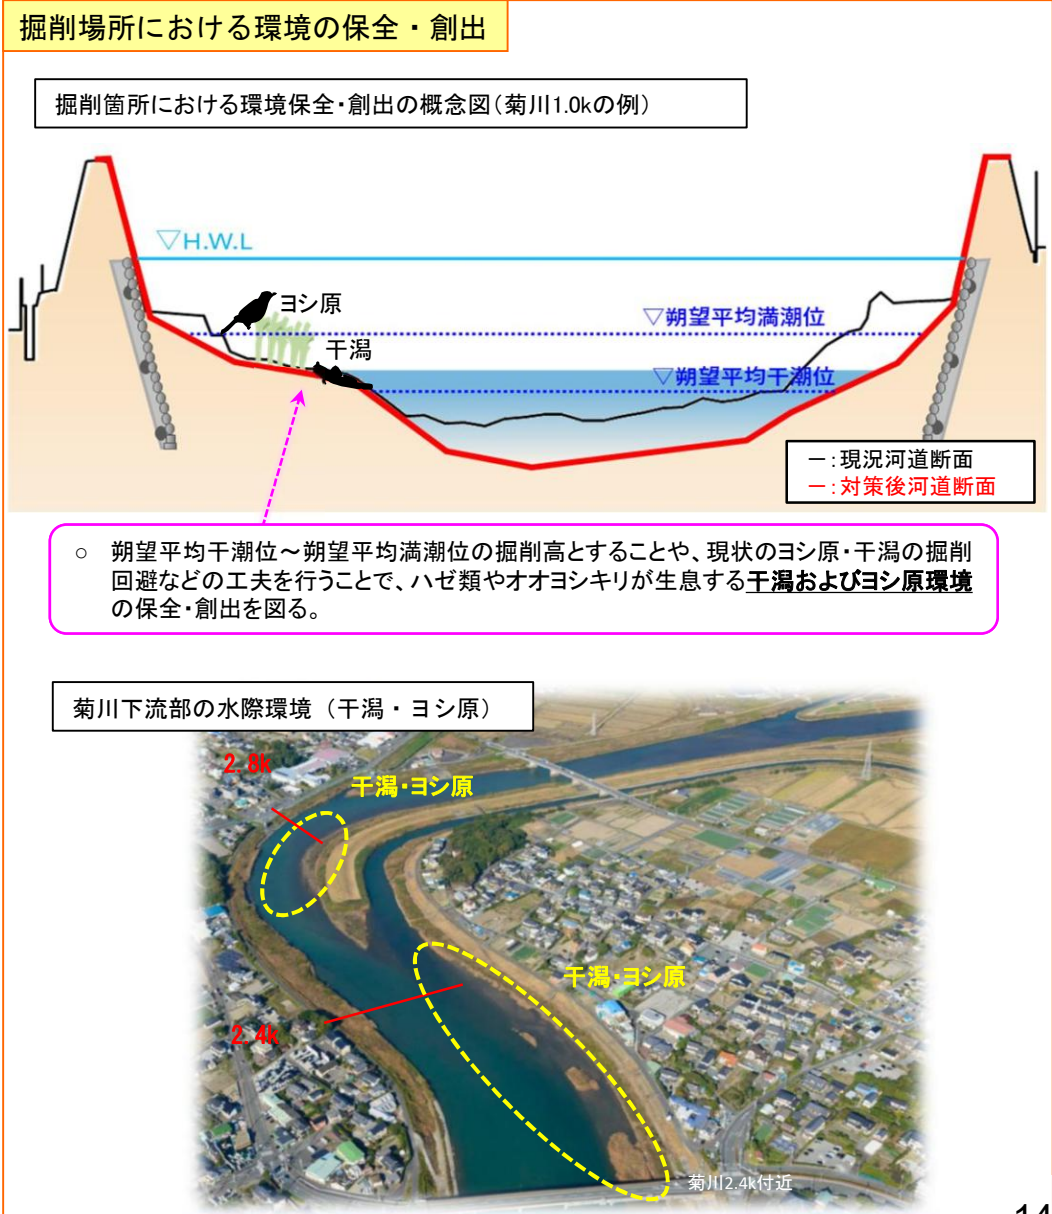 掘削場所における環境の保全・創出
掘削箇所における環境保全・創出の概念図(菊川1.0kの例)
▽H.W.L
ヨシ原
▽朔望平均満潮位
干潟
▽朔望平均干潮位
ー:現況河道断面
ー:対策後河道断面
○ 朔望平均干潮位~朔望平均満潮位の掘削高とすることや、現状のヨシ原・干潟の掘削
回避などの工夫を行うことで、ハゼ類やオオヨシキリが生息する干潟およびヨシ原環境
の保全・創出を図る。
菊川下流部の水際環境(干潟・ヨシ原)
2.8k
干潟・ヨシ原
干潟・ヨシ原
2.4k
菊川2.4k付近
14